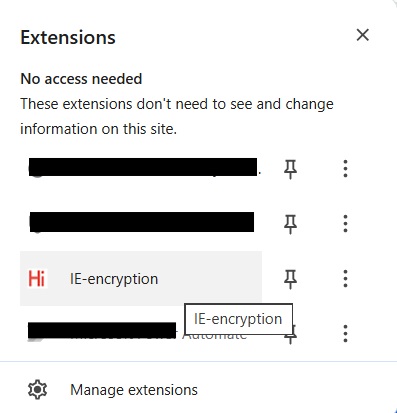 Extensions
No access needed
These extensions don't need to see and change
information on this site.
Hi IE-encryption
IE-encryption
Automate
Manage extensions